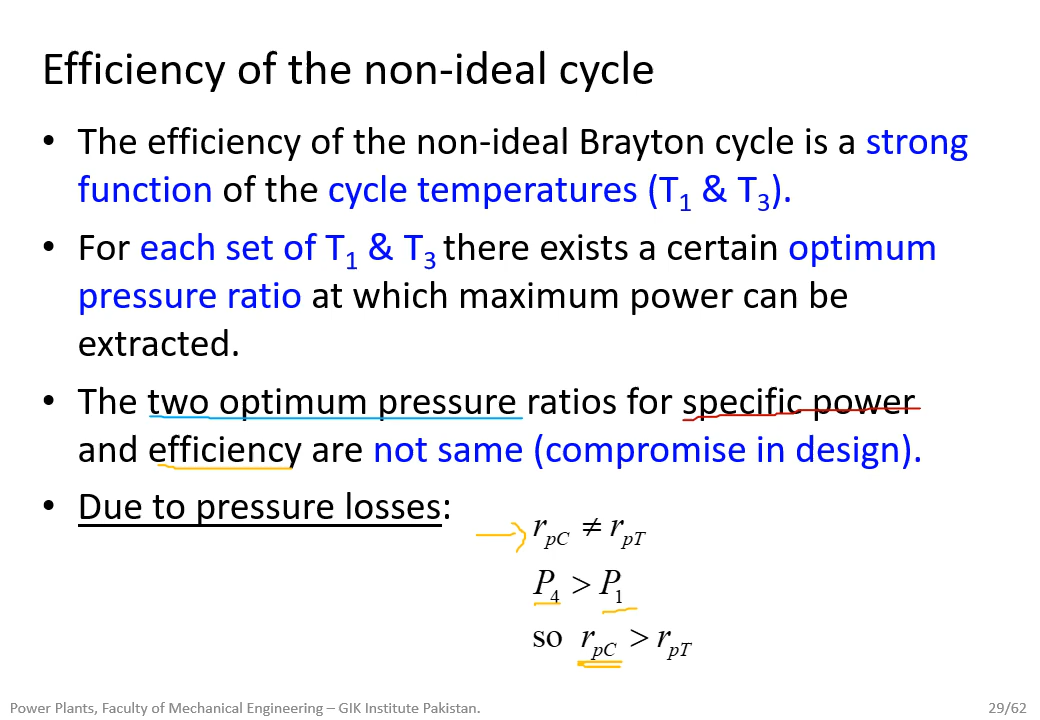 Efficiency of the non-ideal cycle
• The efficiency of the non-ideal Brayton cycle is a strong
function of the cycle temperatures (T₁ & T₃).
• For each set of T₁ & T₃ there exists a certain optimum
pressure ratio at which maximum power can be
extracted.
• The two optimum pressure ratios for specific power
and efficiency are not same (compromise in design).
• Due to pressure losses:
r_pC ≠ r_pT
P₄ > P₁
so r_pC > r_pT
Power Plants, Faculty of Mechanical Engineering – GIK Institute Pakistan.
29/62